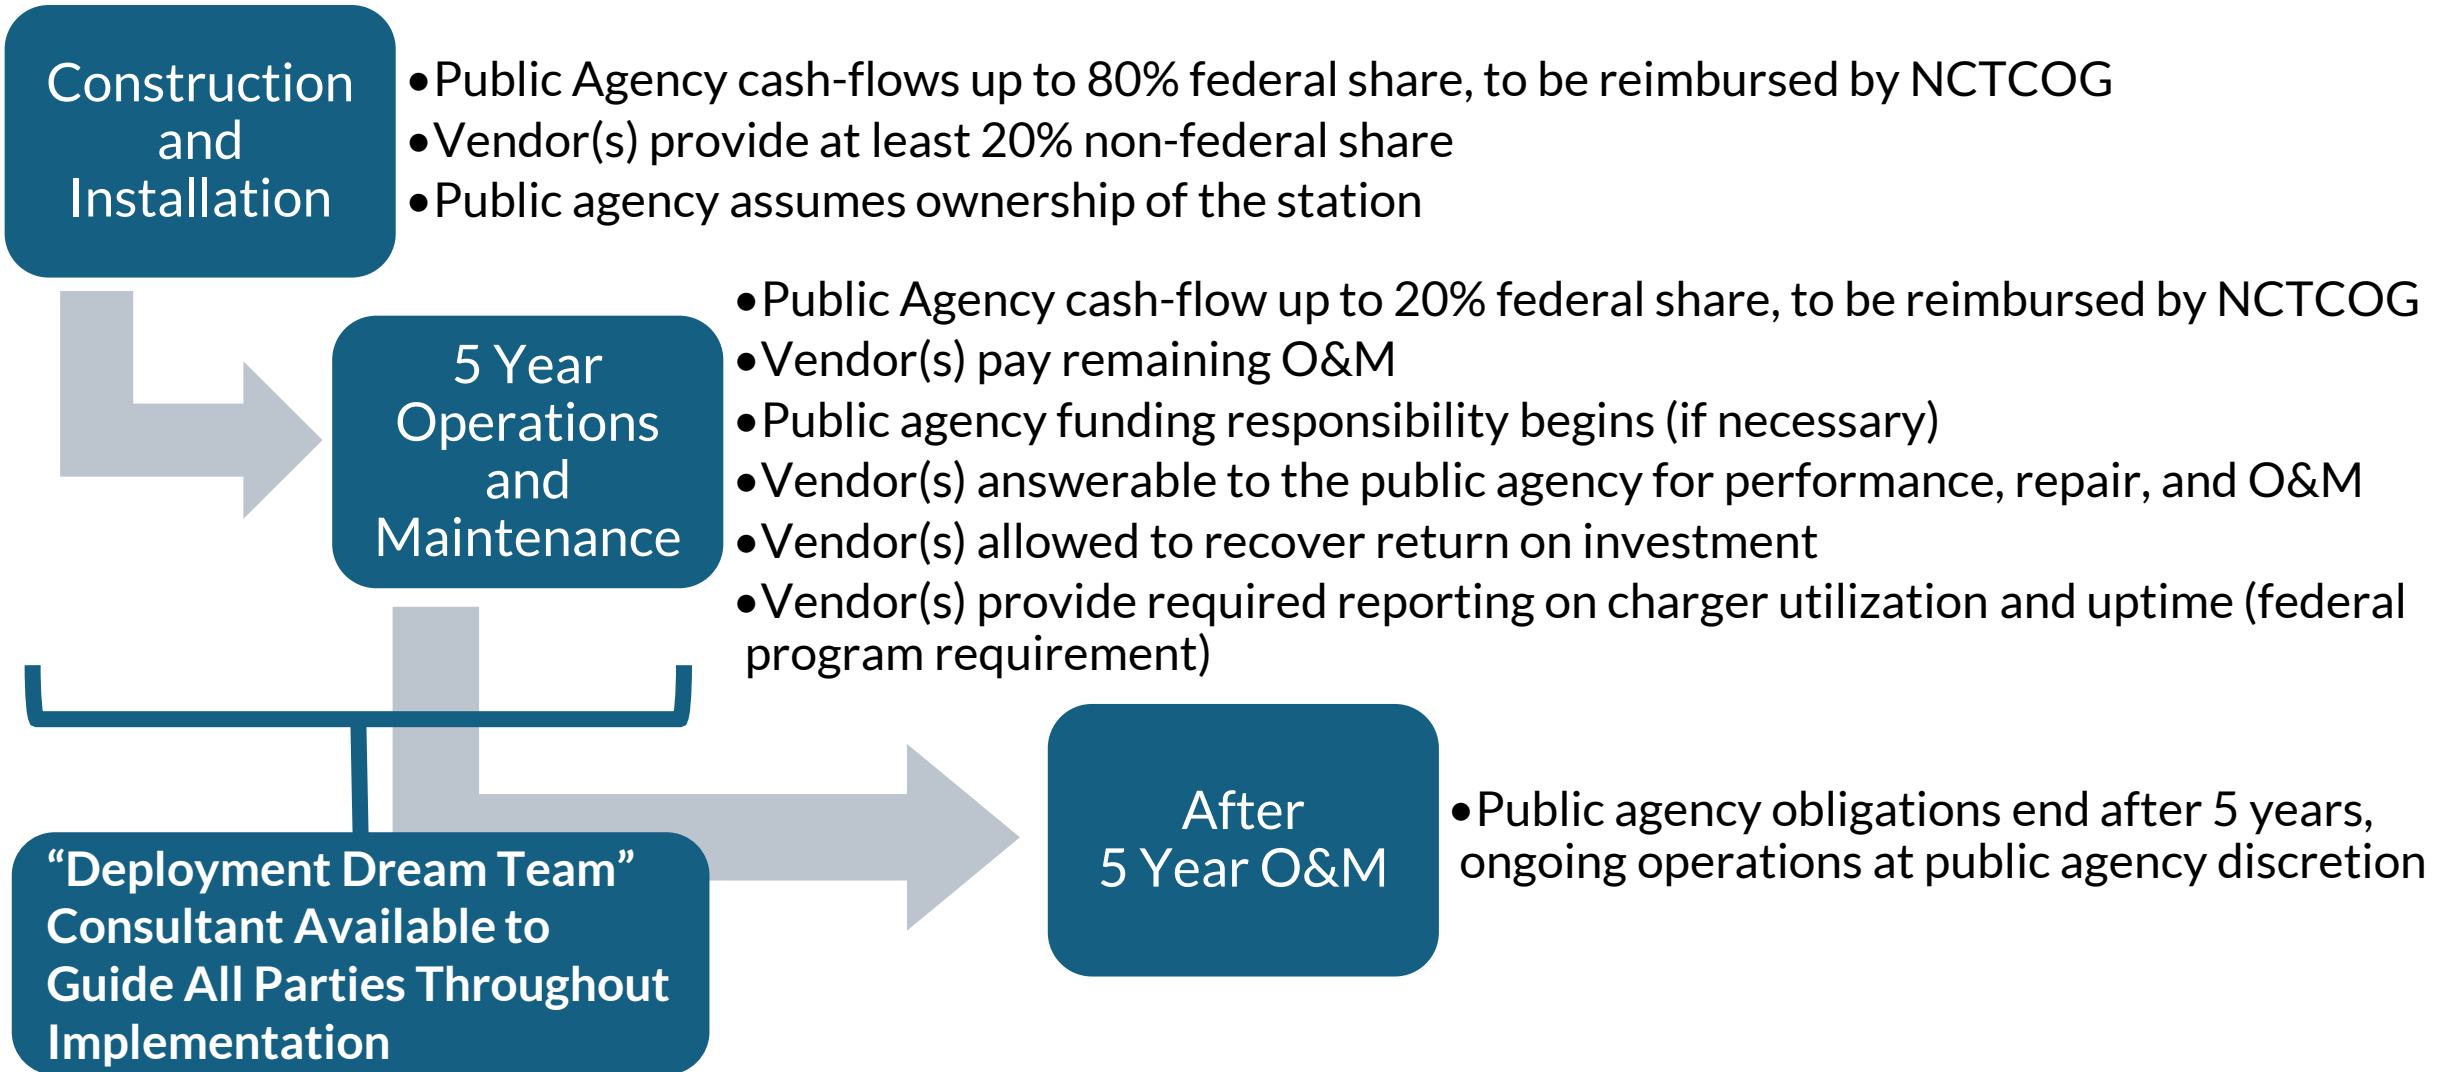 Construction
and
Installation
•Public Agency cash-flows up to 80% federal share, to be reimbursed by NCTCOG
•Vendor(s) provide at least 20% non-federal share
•Public agency assumes ownership of the station
5 Year
Operations
and
Maintenance
•Public Agency cash-flow up to 20% federal share, to be reimbursed by NCTCOG
•Vendor(s) pay remaining O&M
•Public agency funding responsibility begins (if necessary)
•Vendor(s) answerable to the public agency for performance, repair, and O&M
•Vendor(s) allowed to recover return on investment
•Vendor(s) provide required reporting on charger utilization and uptime (federal
program requirement)
After
5 Year O&M
•Public agency obligations end after 5 years,
ongoing operations at public agency discretion
“Deployment Dream Team”
Consultant Available to
Guide All Parties Throughout
Implementation